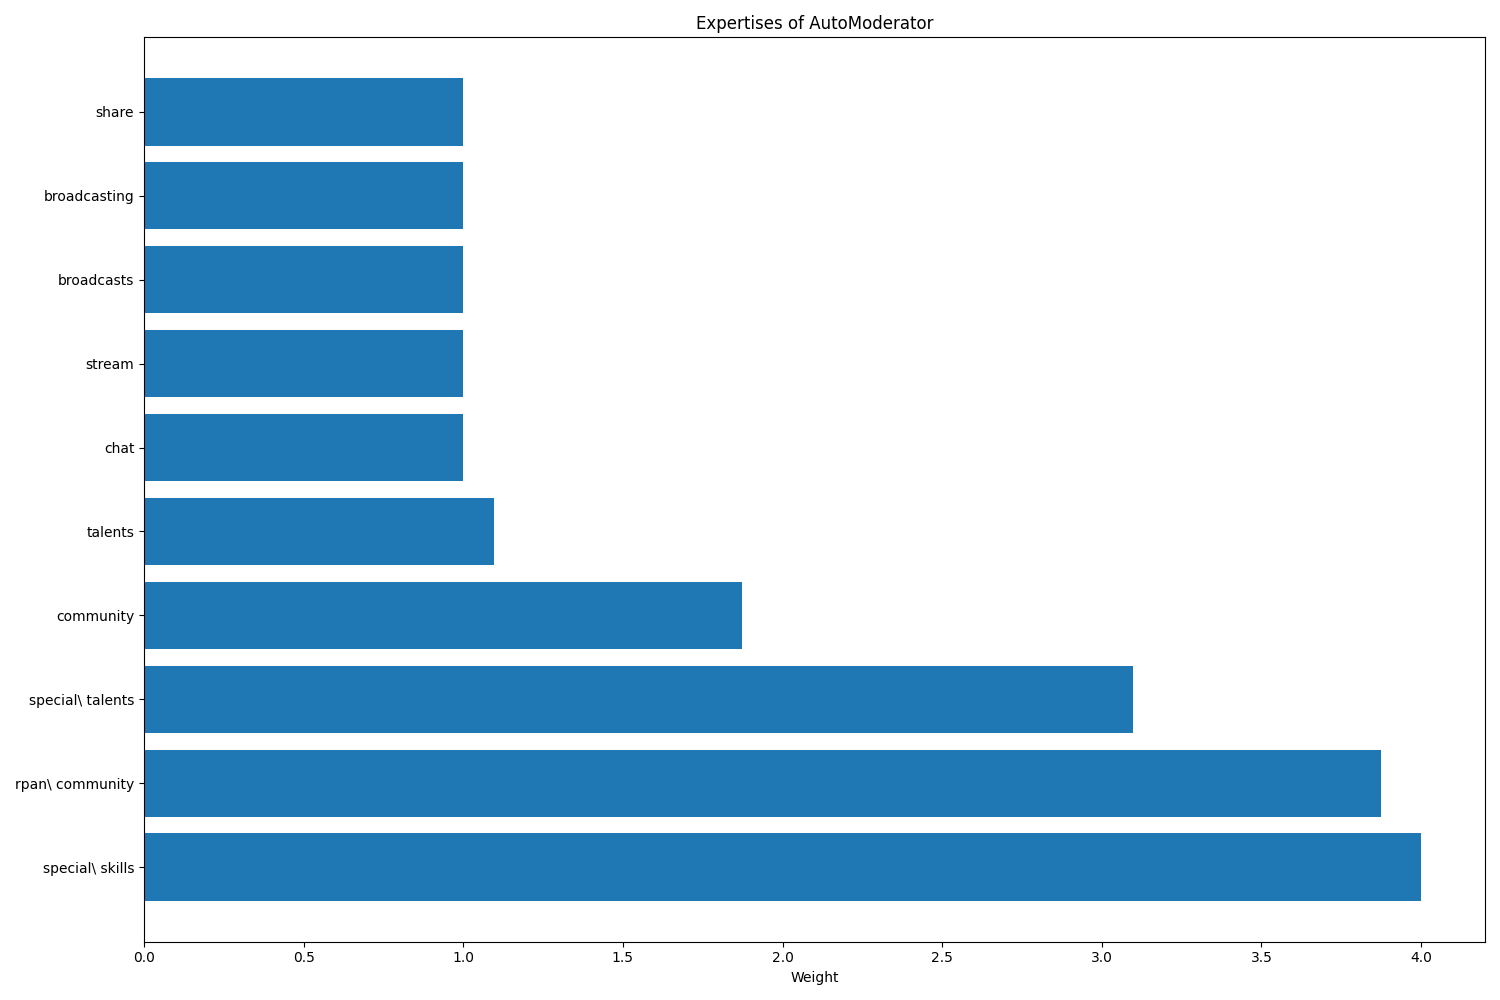 Expertises of AutoModerator
share
broadcasting
broadcasts
stream
chat
talents
community
special\ talents
rpan\ community
special\ skills
0.0 0.5 1.0 1.5 2.0 2.5 3.0 3.5 4.0
Weight